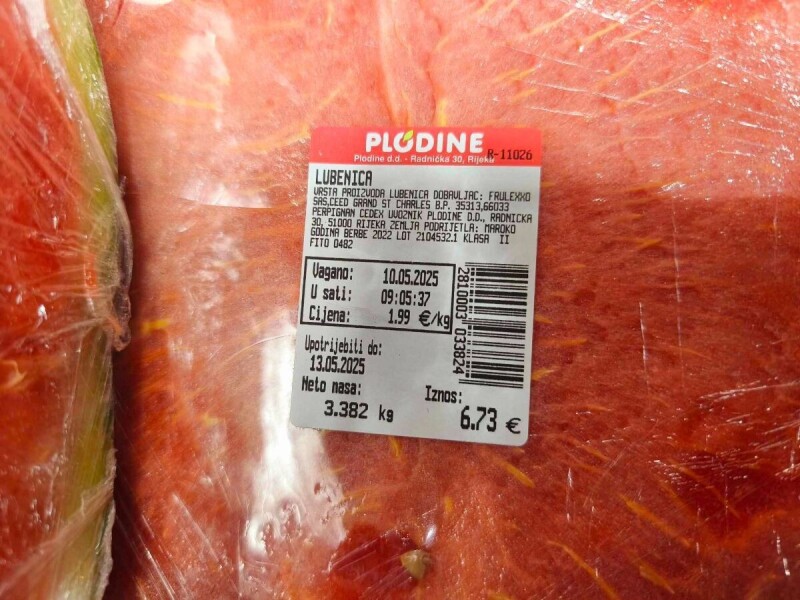 PLODINE
Plodine d.d. - Radnička 30, Rijeka
R-11026
LUBENICA
VRSTA PROIZVODA LUBENICA DOBAVLJAC: FRULEXXO
SAS,CEED GRAND ST CHARLES B.P. 35313,66033
PERPIGNAN CEDEX UVOZNIK PLODINE D.D., RADNICKA
30, 51000 RIJEKA ZEMLJA PODRIJETLA: MAROKO
GODINA BERBE 2022 LOT 2104532.1 KLASA II
FITO 0482
Vagano: 10.05.2025
U sati: 09:05:37
Cijena: 1.99 €/kg
2810003 033824
Upotrijebiti do:
13.05.2025
Neto masa: Iznos:
3.382 kg 6.73 €